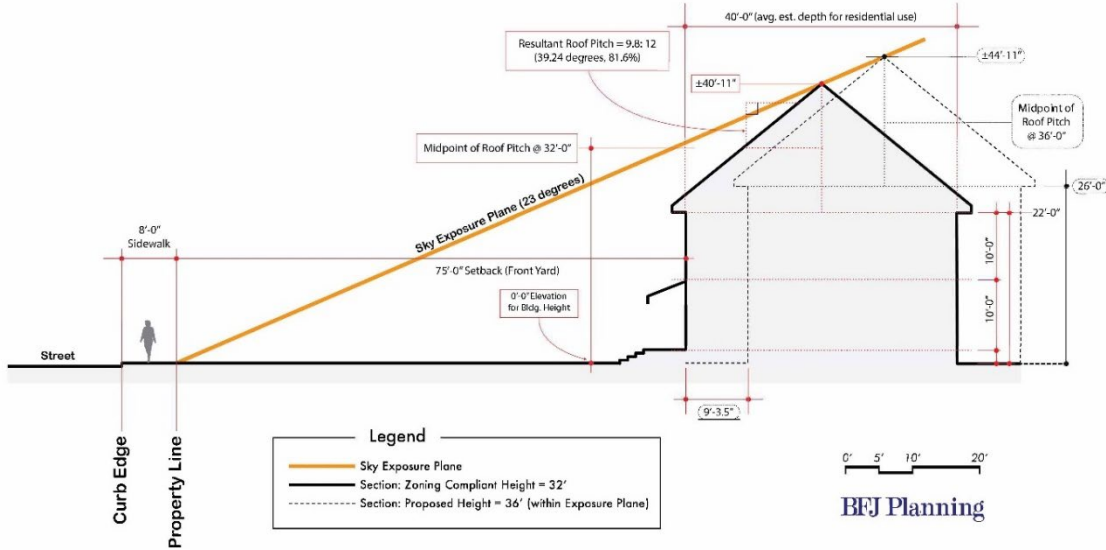 40’-0” (avg. est. depth for residential use)
Resultant Roof Pitch = 9.8: 12
(39.24 degrees, 81.6%)
±44’-11”
±40’-11”
Midpoint of
Roof Pitch
@ 36’-0”
Midpoint of Roof Pitch @ 32’-0”
26’-0”
Sky Exposure Plane (23 degrees)
22’-0”
8’-0”
Sidewalk
10’-0”
75’-0” Setback (Front Yard)
0’-0” Elevation
for Bldg. Height
10’-0”
Street
9’-3.5”
Curb Edge
Property Line
Legend
Sky Exposure Plane
Section: Zoning Compliant Height = 32’
Section: Proposed Height = 36’ (within Exposure Plane)
0’ 5’ 10’ 20’
BFJ Planning